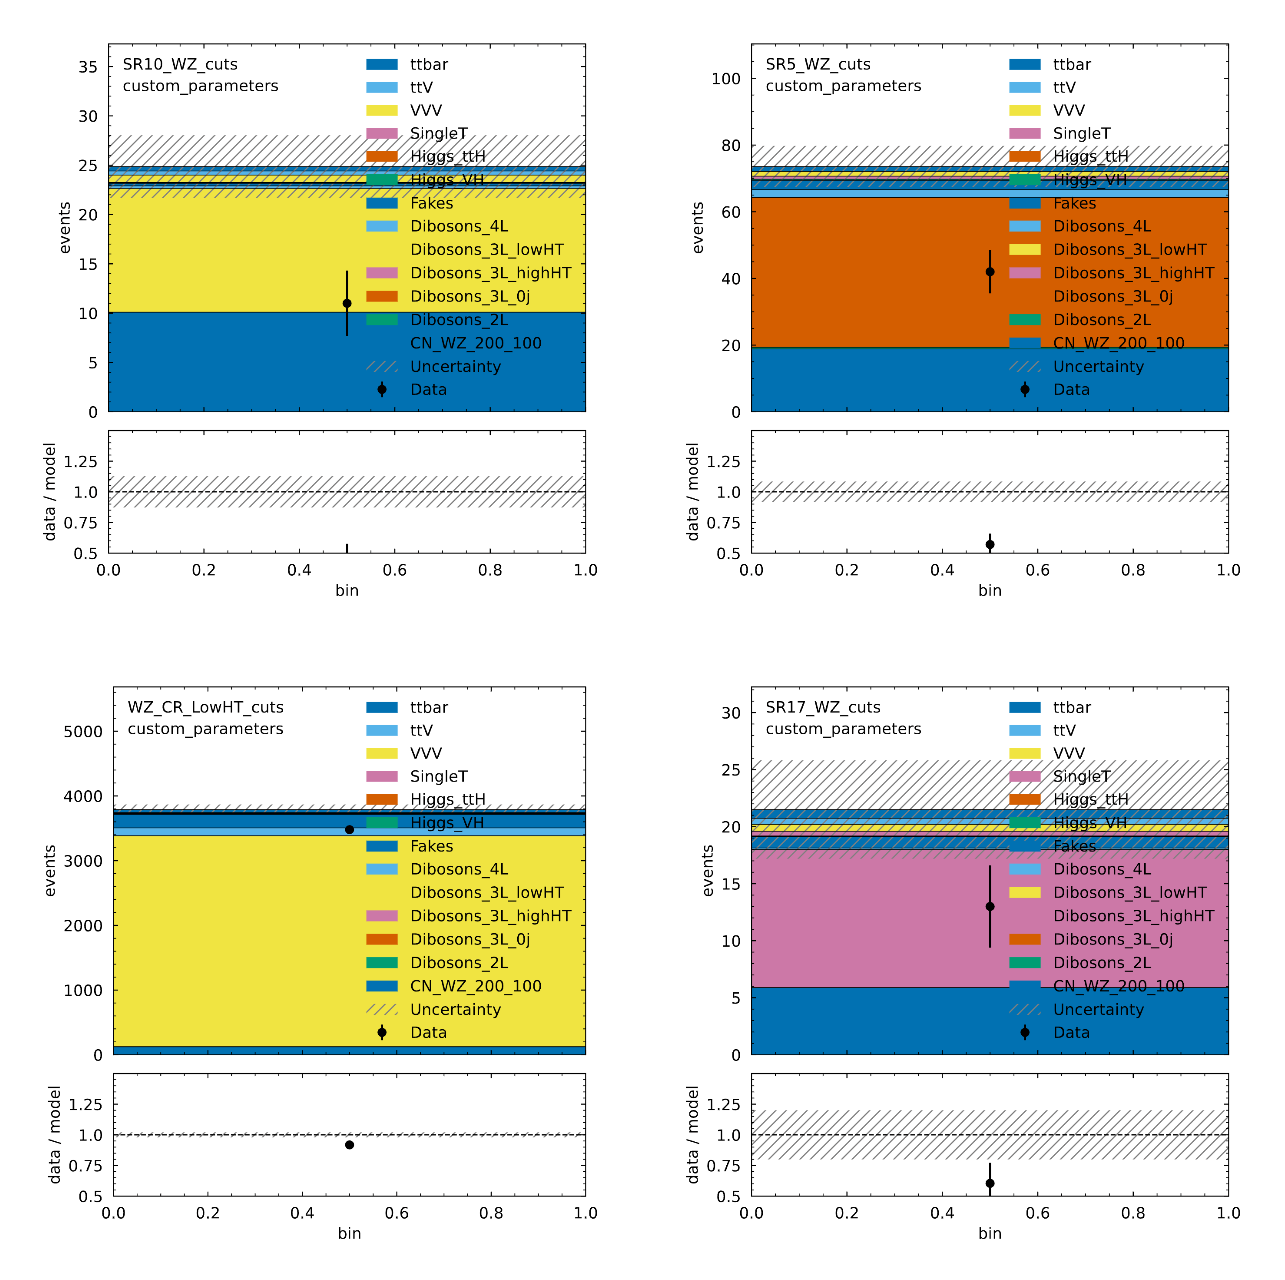 SR10_WZ_cuts
custom_parameters
ttbar
ttV
VVV
SingleT
Higgs_ttH
Higgs_VH
Fakes
Dibosons_4L
Dibosons_3L_lowHT
Dibosons_3L_highHT
Dibosons_3L_0j
Dibosons_2L
CN_WZ_200_100
Uncertainty
Data
events
35
30
25
20
15
10
5
0
data / model
1.25
1.0
0.75
0.5
0.0 0.2 0.4 0.6 0.8 1.0
bin
SR5_WZ_cuts
custom_parameters
ttbar
ttV
VVV
SingleT
Higgs_ttH
Higgs_VH
Fakes
Dibosons_4L
Dibosons_3L_lowHT
Dibosons_3L_highHT
Dibosons_3L_0j
Dibosons_2L
CN_WZ_200_100
Uncertainty
Data
events
100
80
60
40
20
0
data / model
1.25
1.0
0.75
0.5
0.0 0.2 0.4 0.6 0.8 1.0
bin
WZ_CR_LowHT_cuts
custom_parameters
ttbar
ttV
VVV
SingleT
Higgs_ttH
Higgs_VH
Fakes
Dibosons_4L
Dibosons_3L_lowHT
Dibosons_3L_highHT
Dibosons_3L_0j
Dibosons_2L
CN_WZ_200_100
Uncertainty
Data
events
5000
4000
3000
2000
1000
0
data / model
1.25
1.0
0.75
0.5
0.0 0.2 0.4 0.6 0.8 1.0
bin
SR17_WZ_cuts
custom_parameters
ttbar
ttV
VVV
SingleT
Higgs_ttH
Higgs_VH
Fakes
Dibosons_4L
Dibosons_3L_lowHT
Dibosons_3L_highHT
Dibosons_3L_0j
Dibosons_2L
CN_WZ_200_100
Uncertainty
Data
events
30
25
20
15
10
5
0
data / model
1.25
1.0
0.75
0.5
0.0 0.2 0.4 0.6 0.8 1.0
bin